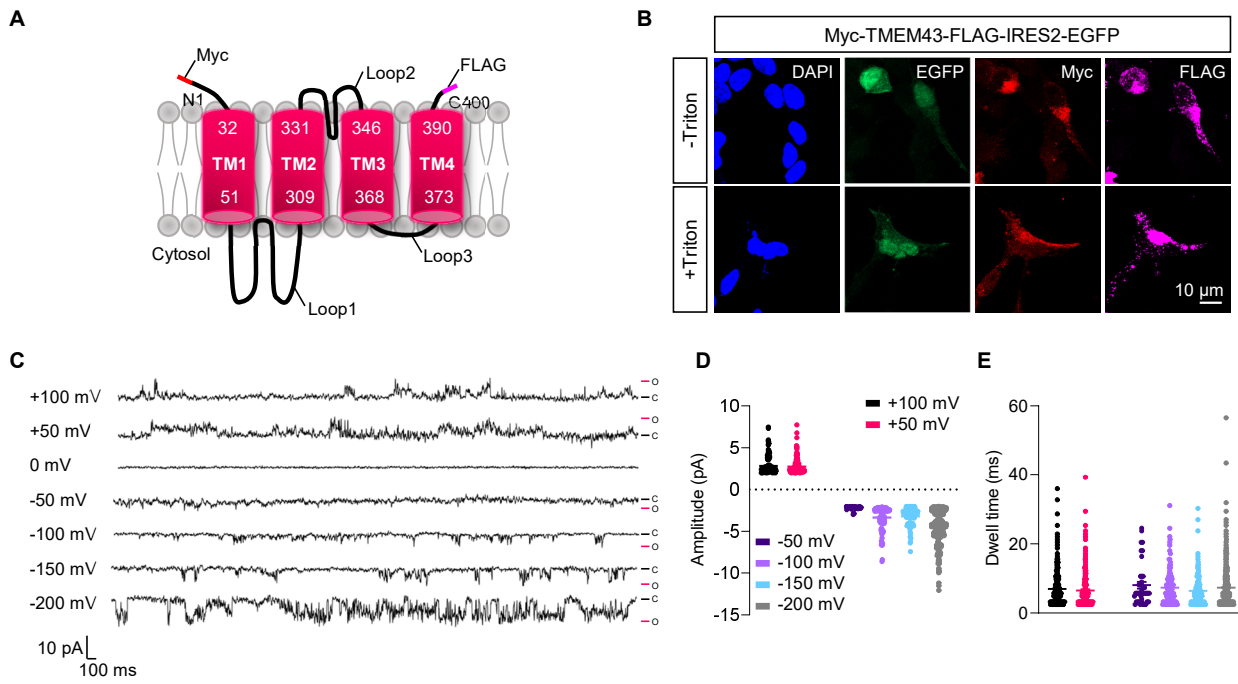 A
Myc
N1
Loop2
FLAG
C400
32
331
346
390
TM1
TM2
TM3
TM4
51
309
368
373
Cytosol
Loop3
Loop1
B
Myc-TMEM43-FLAG-IRES2-EGFP
DAPI
EGFP
Myc
FLAG
-Triton
+Triton
10 µm
C
+100 mV
o
c
+50 mV
o
c
0 mV
-50 mV
c
o
-100 mV
c
o
-150 mV
c
o
-200 mV
c
o
10 pA
100 ms
D
Amplitude (pA)
10
5
0
-5
-10
-15
+100 mV
+50 mV
-50 mV
-100 mV
-150 mV
-200 mV
E
Dwell time (ms)
60
40
20
0